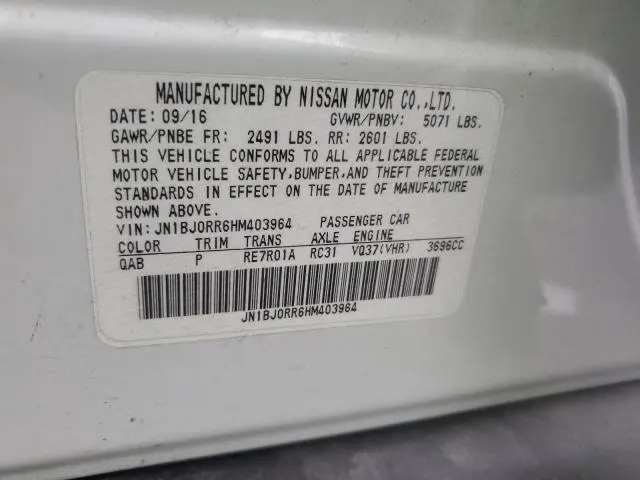 MANUFACTURED BY NISSAN MOTOR CO.,LTD.
DATE: 09/16 GVWR/PNBV: 5071 LBS.
GAWR/PNBE FR: 2491 LBS. RR: 2601 LBS.
THIS VEHICLE CONFORMS TO ALL APPLICABLE FEDERAL
MOTOR VEHICLE SAFETY,BUMPER,AND THEFT PREVENTION
STANDARDS IN EFFECT ON THE DATE OF MANUFACTURE
SHOWN ABOVE.
VIN: JN1BJ0RR6HM403964 PASSENGER CAR
COLOR TRIM TRANS AXLE ENGINE
QAB P RE7R01A RC31 VQ37(VHR) 3696CC
JN1BJ0RR6HM403964